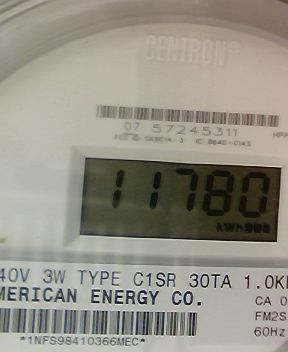 CENTRON®
07 57245311
11780
kWh
40V 3W TYPE C1SR 30TA 1.0K
MERICAN ENERGY CO.
CA 0
FM2S
60Hz
*1NFS98410366MEC*